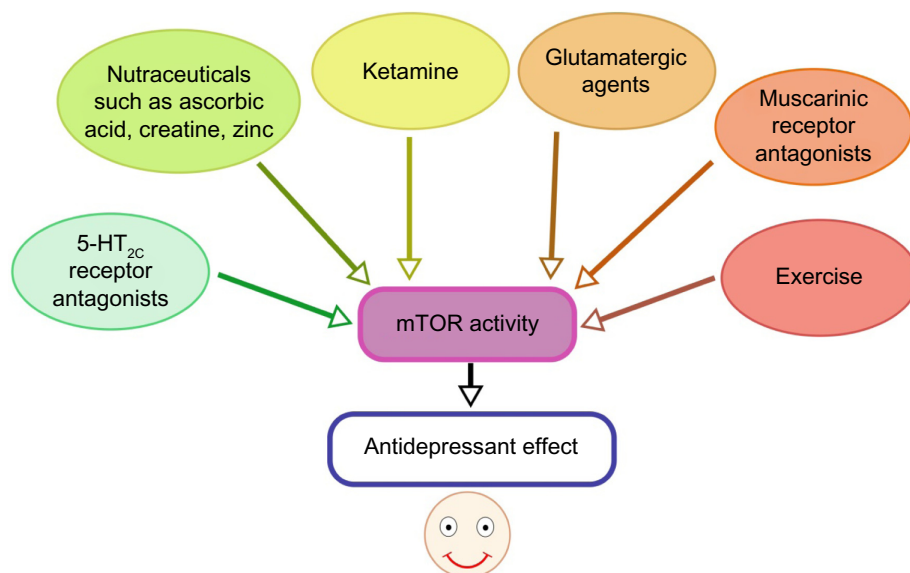 Nutraceuticals
such as ascorbic
acid, creatine, zinc
Ketamine
Glutamatergic
agents
Muscarinic
receptor
antagonists
5-HT2C
receptor
antagonists
Exercise
mTOR activity
Antidepressant effect